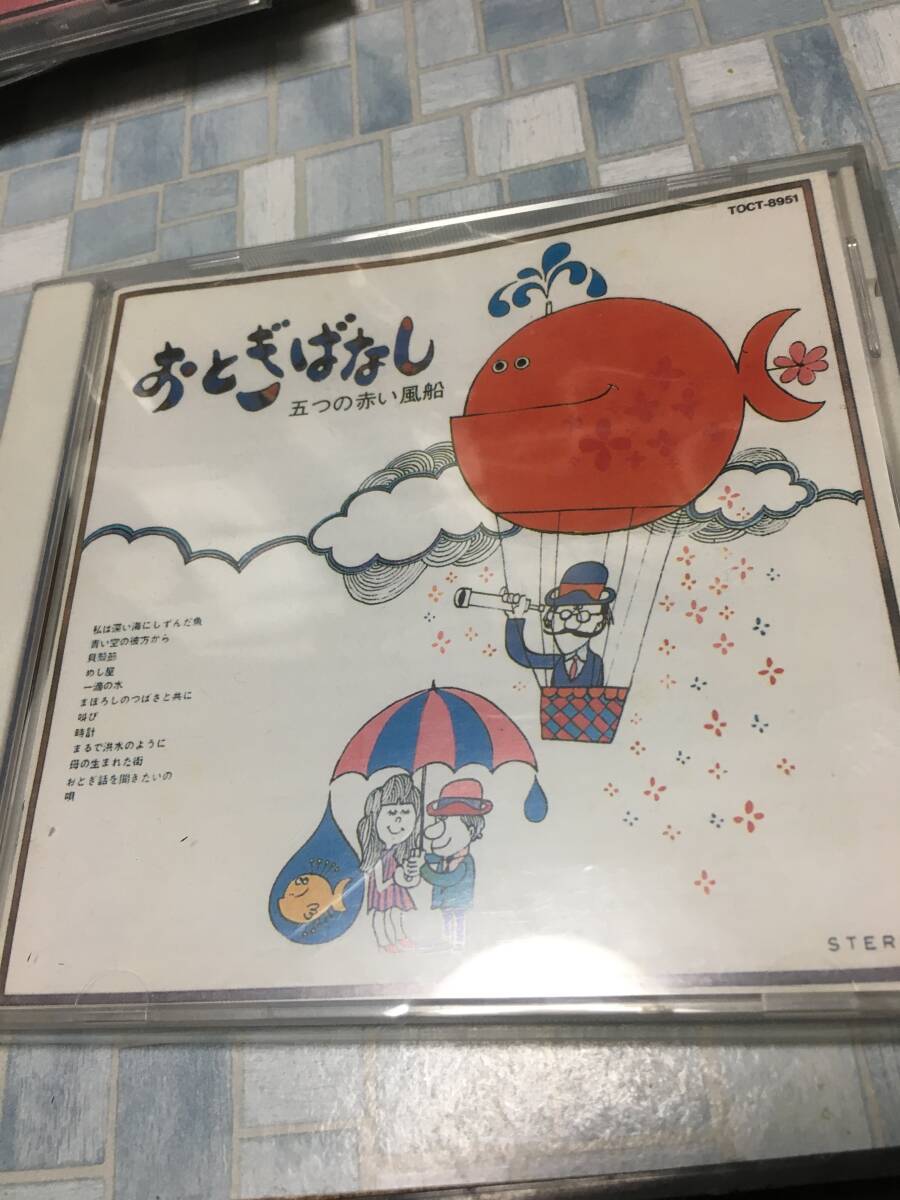 TOCT-8951
おとぎばなし
五つの赤い風船
私は深い海にしずんだ魚
青い空の彼方から
貝殻節
めし屋
一滴の水
まぼろしのつばさと共に
唄び
時計
まるで洪水のように
母の生まれた街
おとぎ話を聞きたいの
唄
STER